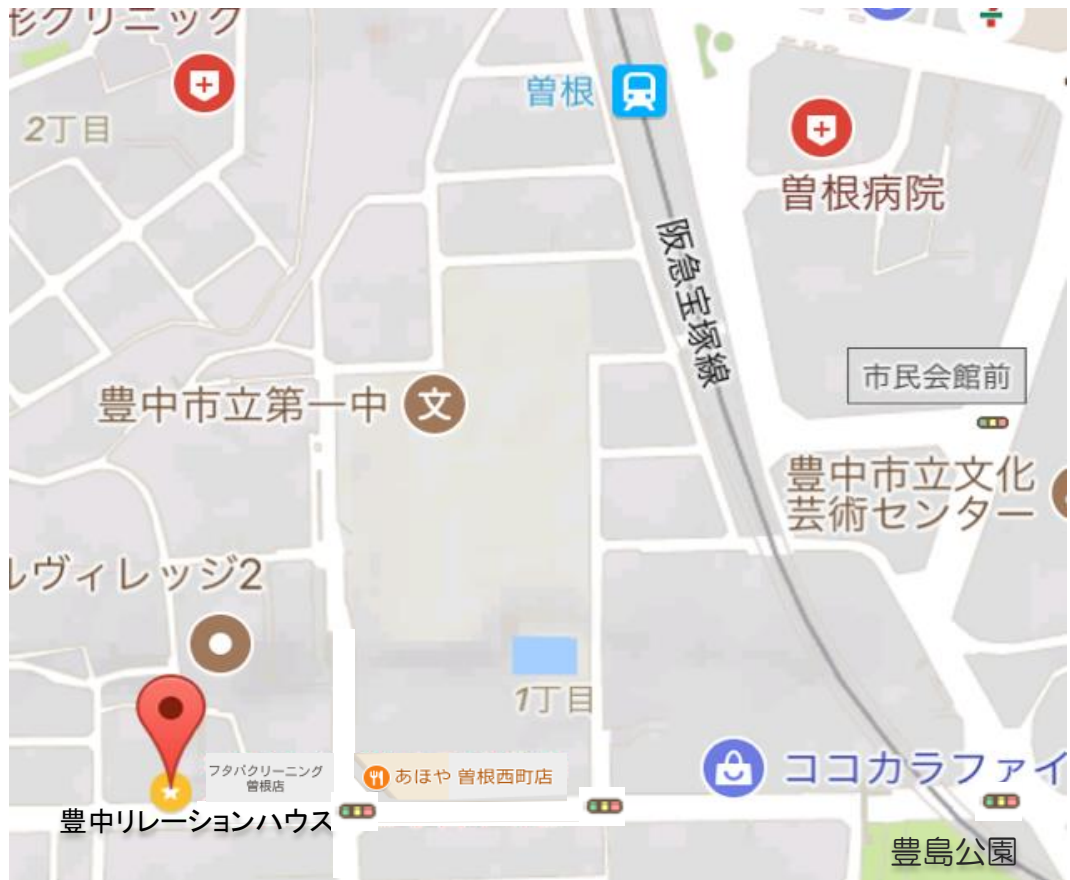 形クリニック
曽根
2丁目
曽根病院
阪急宝塚線
市民会館前
豊中市立第一中
文
豊中市立文化
芸術センター
ルヴィレッジ2
1丁目
フタバクリーニング
曽根店
あほや 曽根西町店
ココカラファイ
豊中リレーションハウス
豊島公園